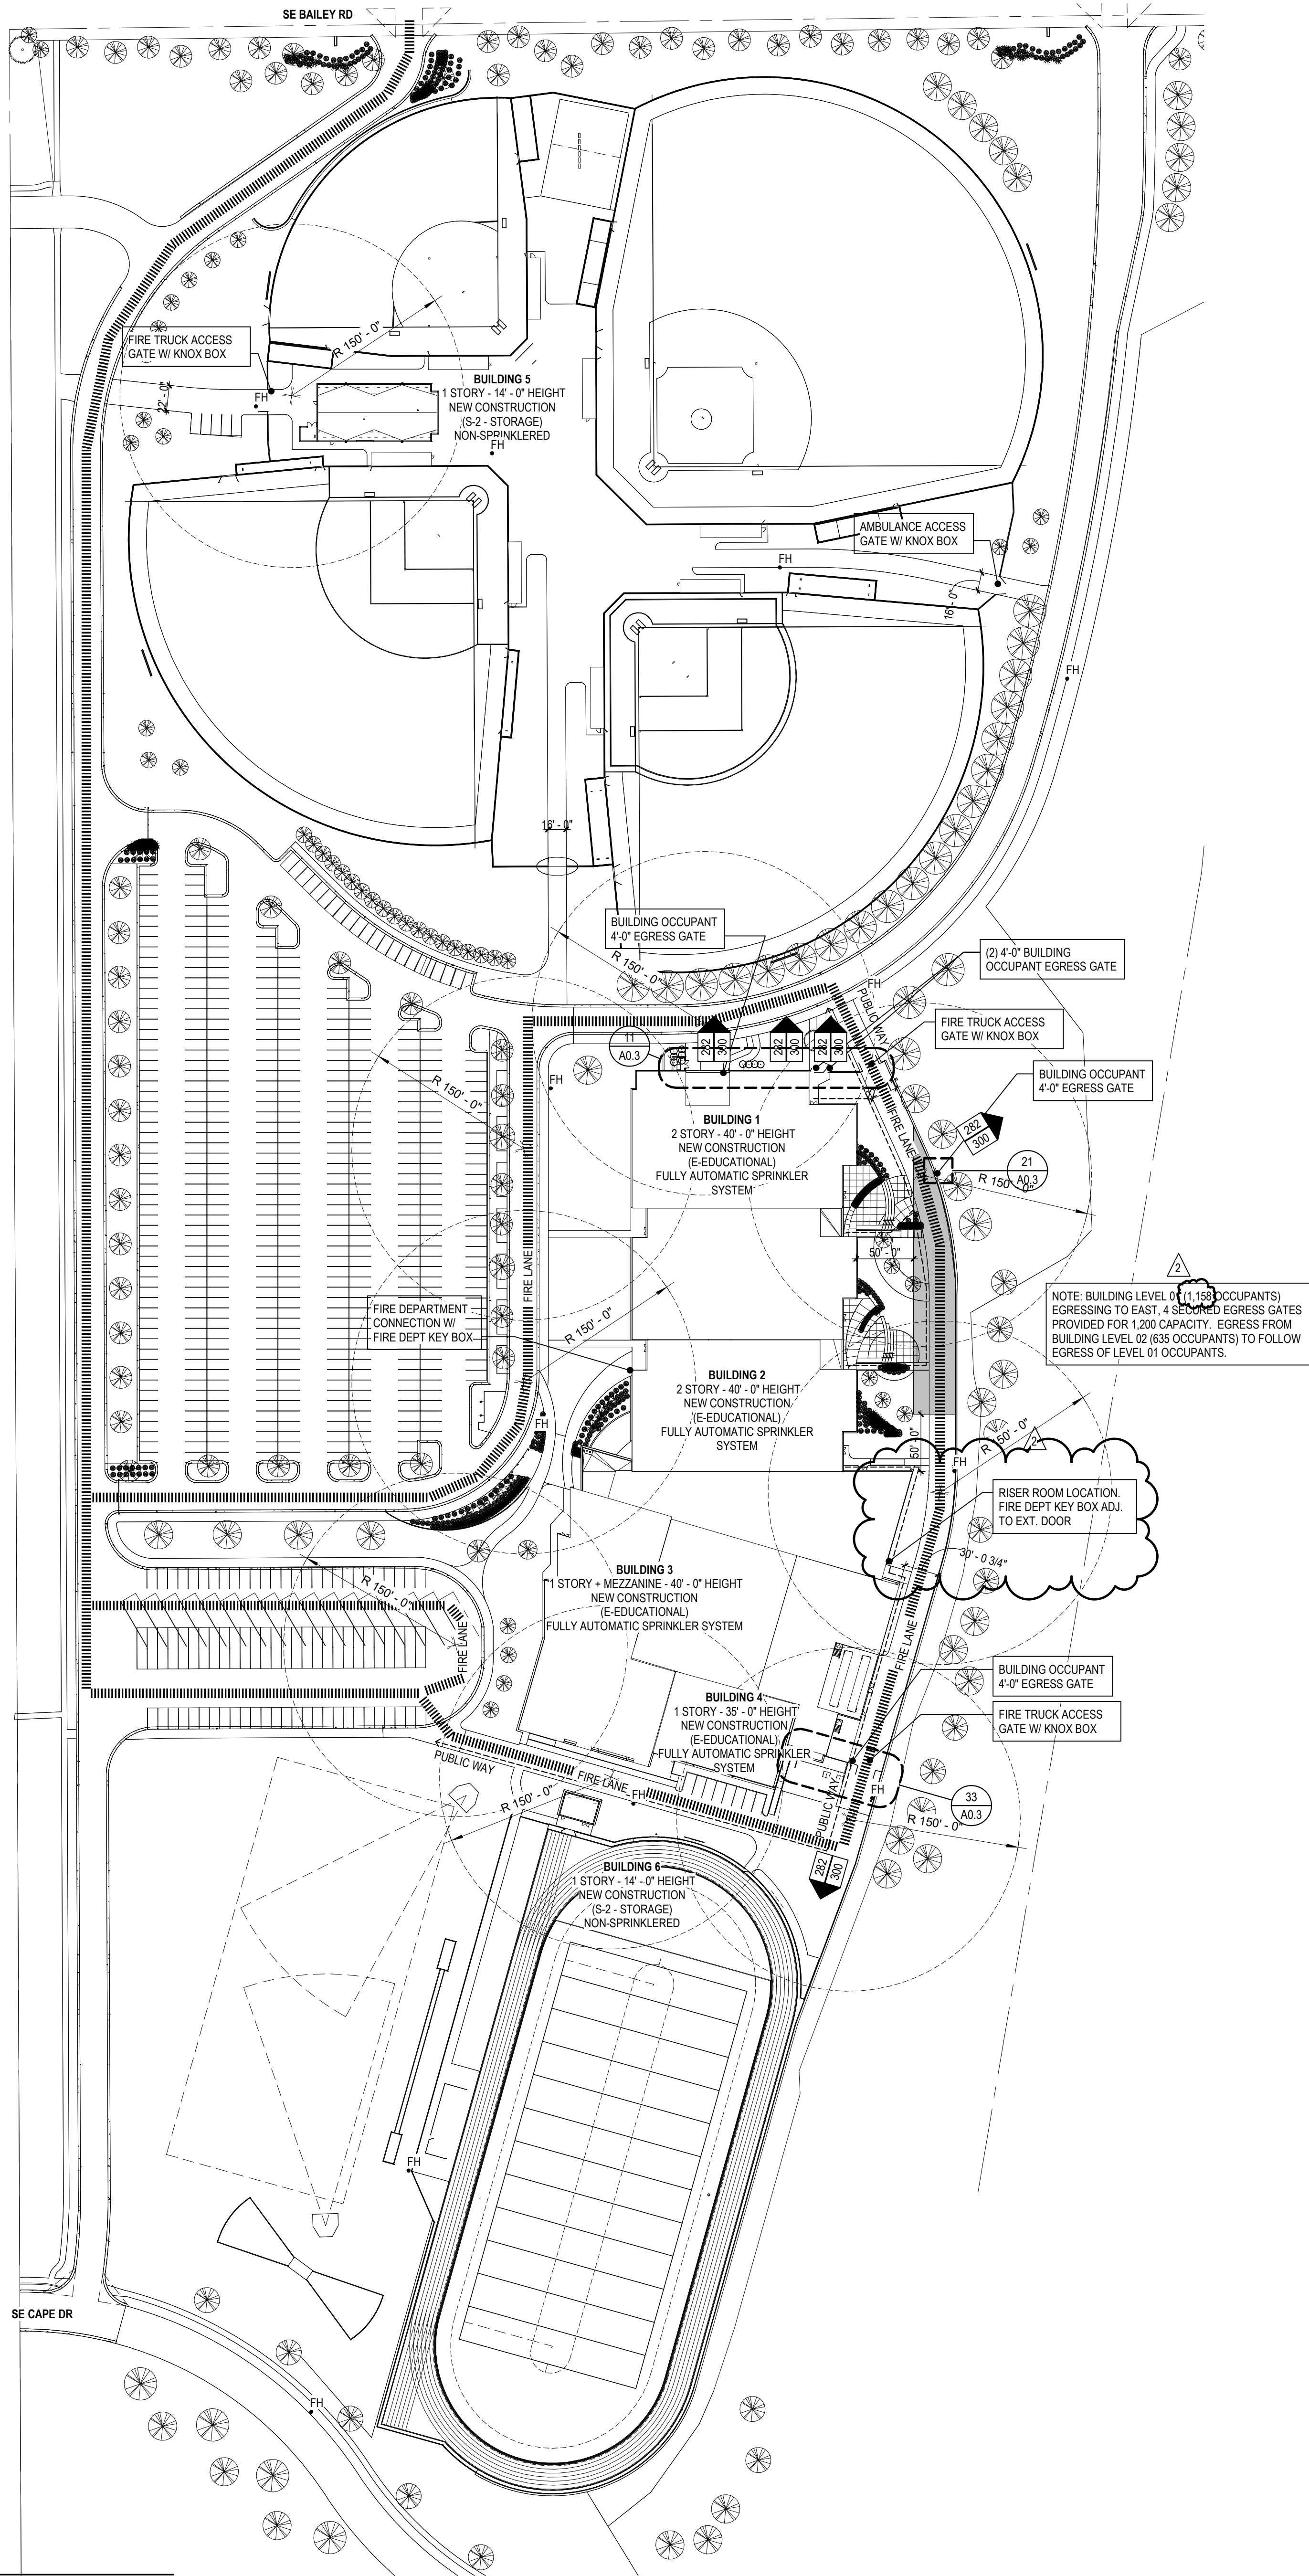 SE BAILEY RD
FIRE TRUCK ACCESS
GATE W/ KNOX BOX
R 150' - 0"
22' - 0"
FH
BUILDING 5
1 STORY - 14' - 0" HEIGHT
NEW CONSTRUCTION
(S-2 - STORAGE)
NON-SPRINKLERED
FH
AMBULANCE ACCESS
GATE W/ KNOX BOX
FH
16' - 0"
FH
16' - 0"
BUILDING OCCUPANT
4'-0" EGRESS GATE
R 150' - 0"
(2) 4'-0" BUILDING
OCCUPANT EGRESS GATE
FH
PUBLIC WAY
FIRE TRUCK ACCESS
GATE W/ KNOX BOX
11
A0.3
282
300
282
300
282
300
FH
R 150' - 0"
BUILDING OCCUPANT
4'-0" EGRESS GATE
FIRE LANE
282
300
21
A0.3
R 150' - 0"
BUILDING 1
2 STORY - 40' - 0" HEIGHT
NEW CONSTRUCTION
(E-EDUCATIONAL)
FULLY AUTOMATIC SPRINKLER
SYSTEM
50' - 0"
FIRE LANE
2
NOTE: BUILDING LEVEL 01 (1,158 OCCUPANTS)
EGRESSING TO EAST, 4 SECURED EGRESS GATES
PROVIDED FOR 1,200 CAPACITY. EGRESS FROM
BUILDING LEVEL 02 (635 OCCUPANTS) TO FOLLOW
EGRESS OF LEVEL 01 OCCUPANTS.
FIRE DEPARTMENT
CONNECTION W/
FIRE DEPT KEY BOX
R 150' - 0"
BUILDING 2
2 STORY - 40' - 0" HEIGHT
NEW CONSTRUCTION
(E-EDUCATIONAL)
FULLY AUTOMATIC SPRINKLER
SYSTEM
FH
50' - 0"
R 150' - 0"
2
FH
RISER ROOM LOCATION.
FIRE DEPT KEY BOX ADJ.
TO EXT. DOOR
30' - 0 3/4"
R 150' - 0"
BUILDING 3
1 STORY + MEZZANINE - 40' - 0" HEIGHT
NEW CONSTRUCTION
(E-EDUCATIONAL)
FULLY AUTOMATIC SPRINKLER SYSTEM
FIRE LANE
FIRE LANE
BUILDING OCCUPANT
4'-0" EGRESS GATE
FIRE TRUCK ACCESS
GATE W/ KNOX BOX
BUILDING 4
1 STORY - 35' - 0" HEIGHT
NEW CONSTRUCTION
(E-EDUCATIONAL)
FULLY AUTOMATIC SPRINKLER
SYSTEM
PUBLIC WAY
FIRE LANE
FH
R 150' - 0"
PUBLIC WAY
FH
33
A0.3
R 150' - 0"
282
300
BUILDING 6
1 STORY - 14' - 0" HEIGHT
NEW CONSTRUCTION
(S-2 - STORAGE)
NON-SPRINKLERED
FH
SE CAPE DR
FH